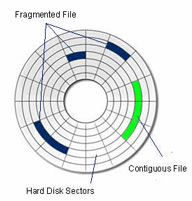 Fragmented File
Contiguous File
Hard Disk Sectors